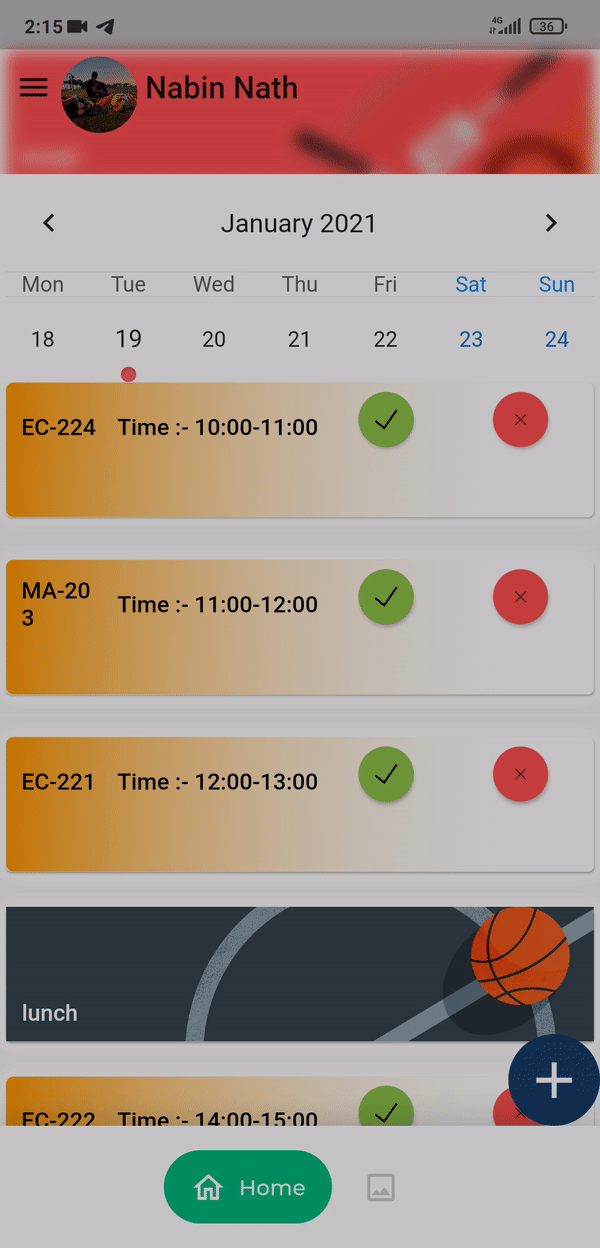 2:15
4G
36
Nabin Nath
January 2021
Mon Tue Wed Thu Fri Sat Sun
18 19 20 21 22 23 24
EC-224 Time :- 10:00-11:00
MA-20
3
Time :- 11:00-12:00
EC-221 Time :- 12:00-13:00
lunch
EC-222 Time :- 14:00-15:00
Home